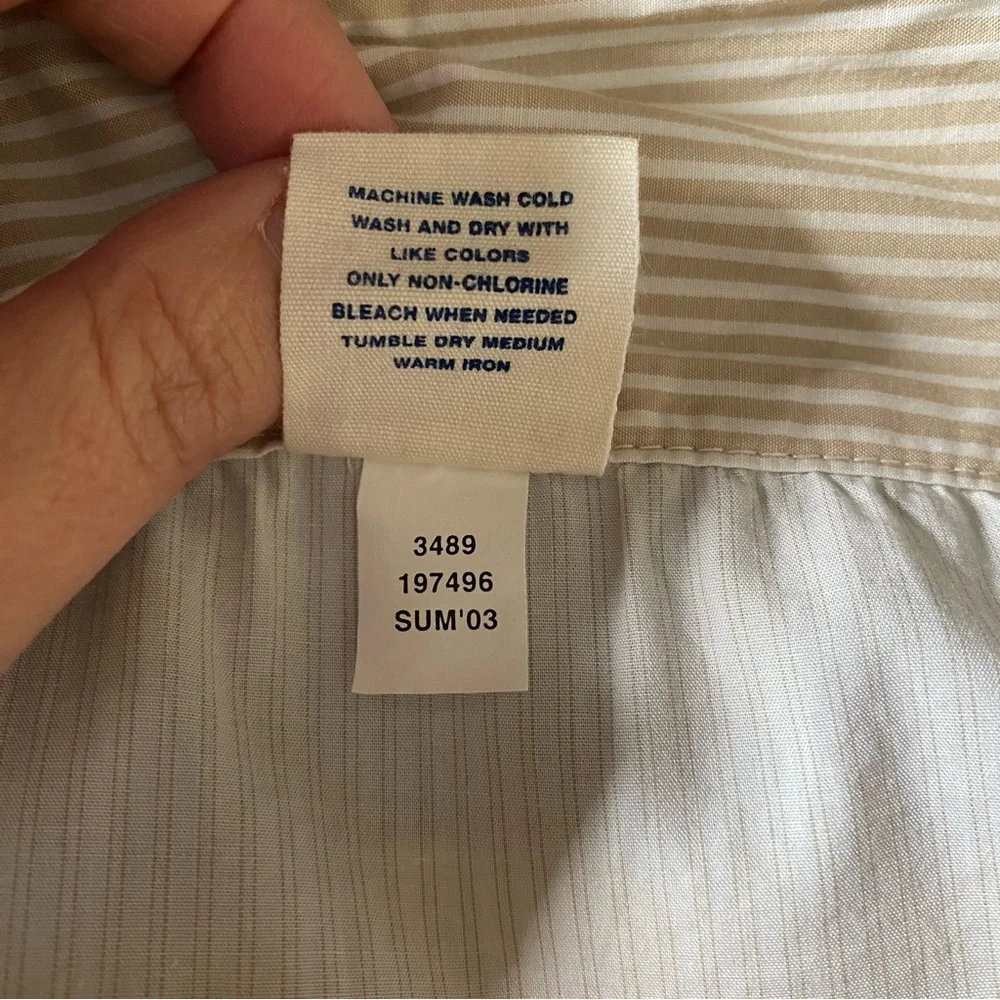 MACHINE WASH COLD
WASH AND DRY WITH
LIKE COLORS
ONLY NON-CHLORINE
BLEACH WHEN NEEDED
TUMBLE DRY MEDIUM
WARM IRON
3489
197496
SUM'03